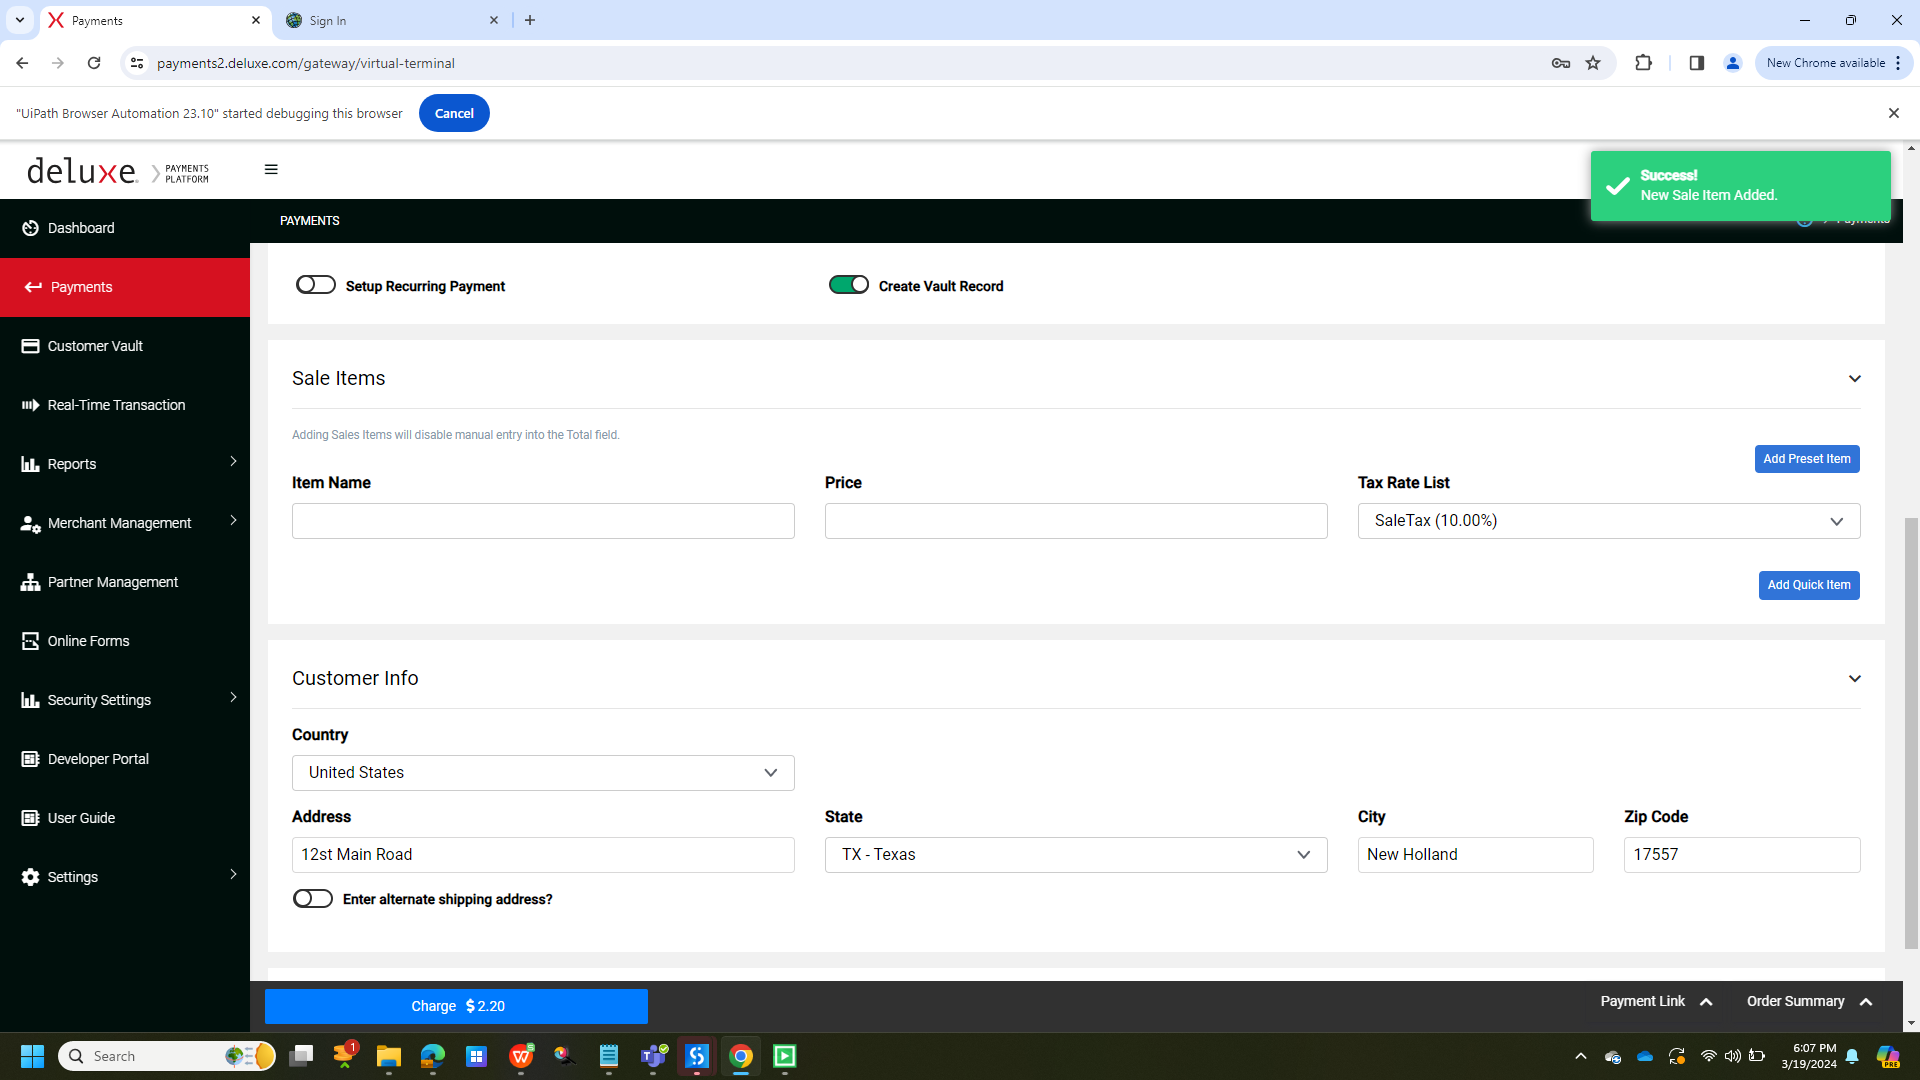 Payments
Sign In
payments2.deluxe.com/gateway/virtual-terminal
New Chrome available
"UiPath Browser Automation 23.10" started debugging this browser
Cancel
deluxe.
PAYMENTS
PLATFORM
Success!
New Sale Item Added.
PAYMENTS
Payments
Dashboard
Payments
Customer Vault
Real-Time Transaction
Reports
Merchant Management
Partner Management
Online Forms
Security Settings
Developer Portal
User Guide
Settings
Setup Recurring Payment
Create Vault Record
Sale Items
Adding Sales Items will disable manual entry into the Total field.
Add Preset Item
Item Name
Price
Tax Rate List
SaleTax (10.00%)
Add Quick Item
Customer Info
Country
United States
Address
State
City
Zip Code
12st Main Road
TX - Texas
New Holland
17557
Enter alternate shipping address?
Charge $ 2.20
Payment Link
Order Summary
Search
1
6:07 PM
3/19/2024
PRE